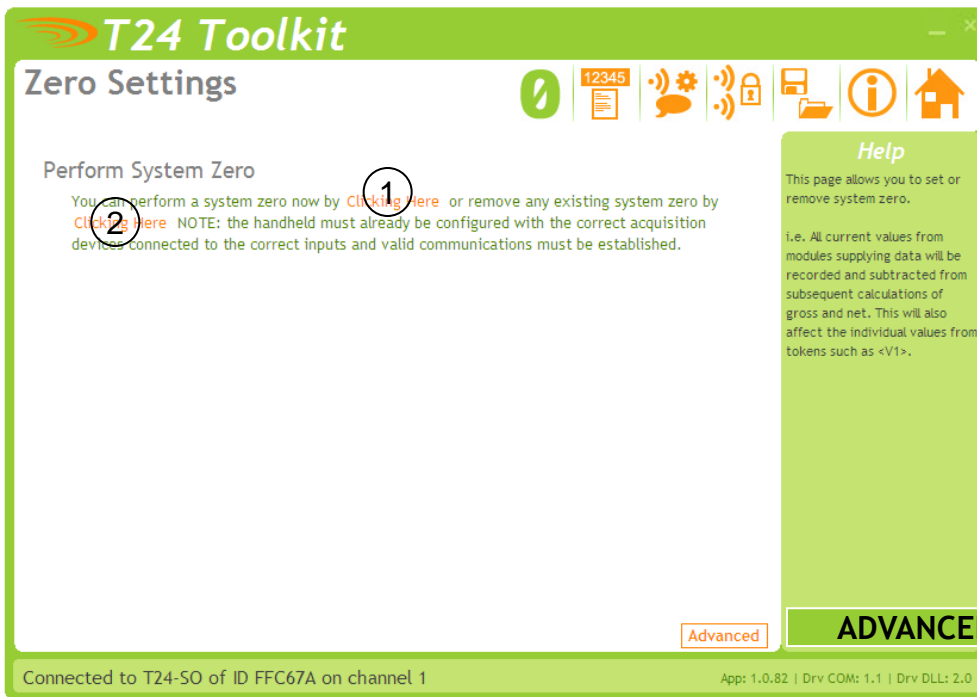 T24 Toolkit
Zero Settings
0
12345
Perform System Zero
You can perform a system zero now by Clicking Here or remove any existing system zero by
Clicking Here NOTE: the handheld must already be configured with the correct acquisition
devices connected to the correct inputs and valid communications must be established.
1
2
Help
This page allows you to set or
remove system zero.
i.e. All current values from
modules supplying data will be
recorded and subtracted from
subsequent calculations of
gross and net. This will also
affect the individual values from
tokens such as <V1>.
Advanced
ADVANCE
Connected to T24-SO of ID FFC67A on channel 1
App: 1.0.82 | Drv COM: 1.1 | Drv DLL: 2.0